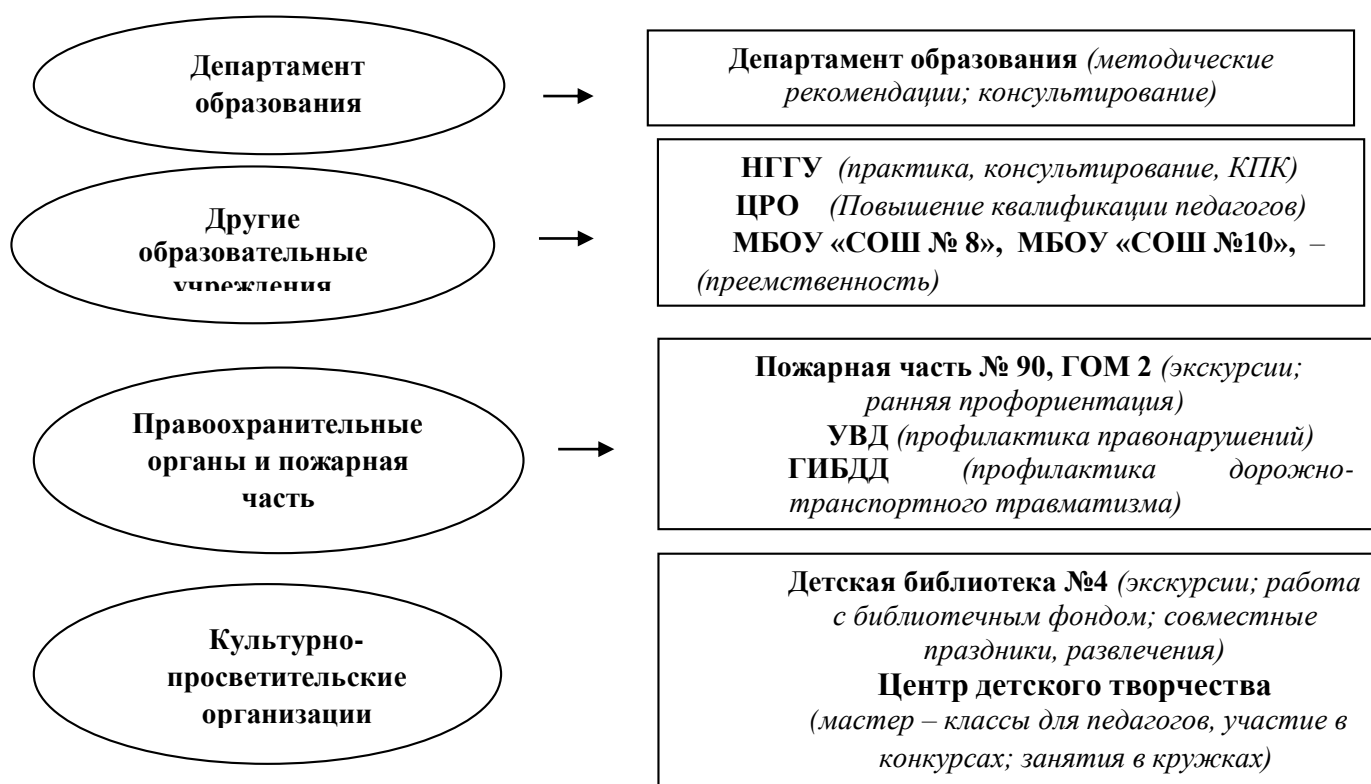 Департамент
образования
Департамент образования (методические
рекомендации; консультирование)
Другие
образовательные
учреждения
НГГУ (практика, консультирование, КПК)
ЦРО (Повышение квалификации педагогов)
МБОУ «СОШ № 8», МБОУ «СОШ №10», –
(преемственность)
Правоохранительные
органы и пожарная
часть
Пожарная часть № 90, ГОМ 2 (экскурсии;
ранняя профориентация)
УВД (профилактика правонарушений)
ГИБДД (профилактика дорожно-
транспортного травматизма)
Культурно-
просветительские
организации
Детская библиотека №4 (экскурсии; работа
с библиотечным фондом; совместные
праздники, развлечения)
Центр детского творчества
(мастер – классы для педагогов, участие в
конкурсах; занятия в кружках)